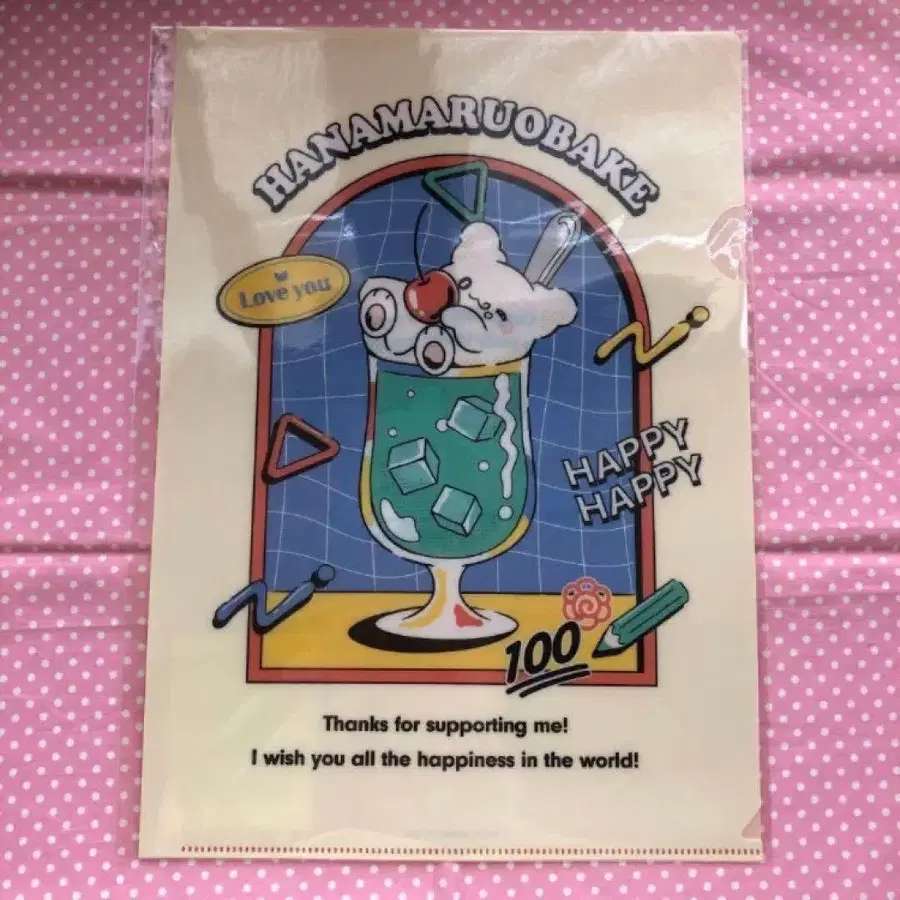 HANAMARUOBAKE
Love you
HAPPY
HAPPY
100
Thanks for supporting me!
I wish you all the happiness in the world!